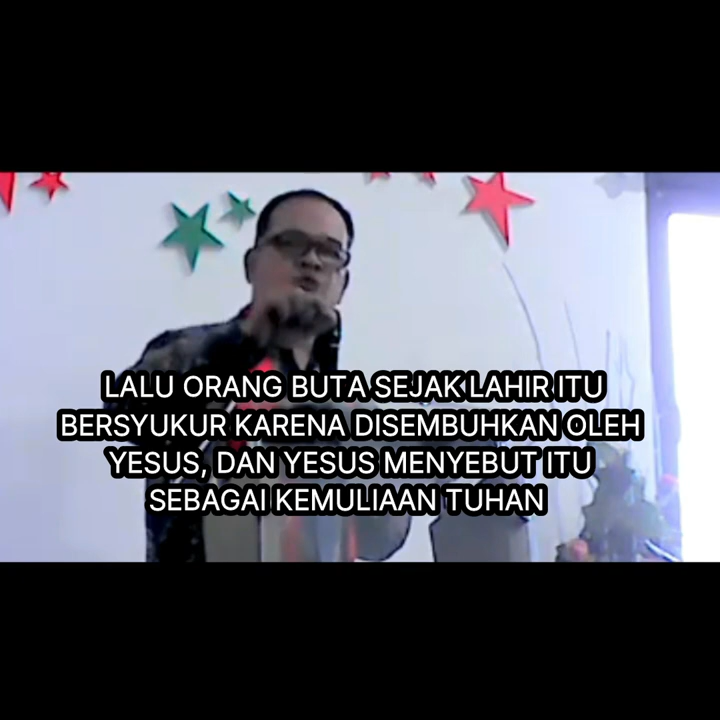 LALU ORANG BUTA SEJAK LAHIR ITU
BERSYUKUR KARENA DISEMBUHKAN OLEH
YESUS, DAN YESUS MENYEBUT ITU
SEBAGAI KEMULIAAN TUHAN